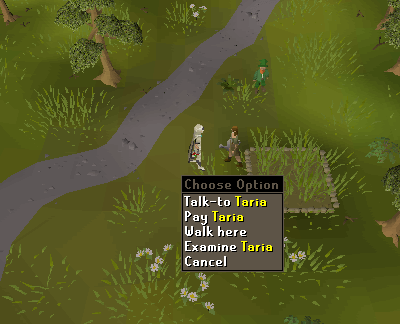 Choose Option
Talk-to Taria
Pay Taria
Walk here
Examine Taria
Cancel